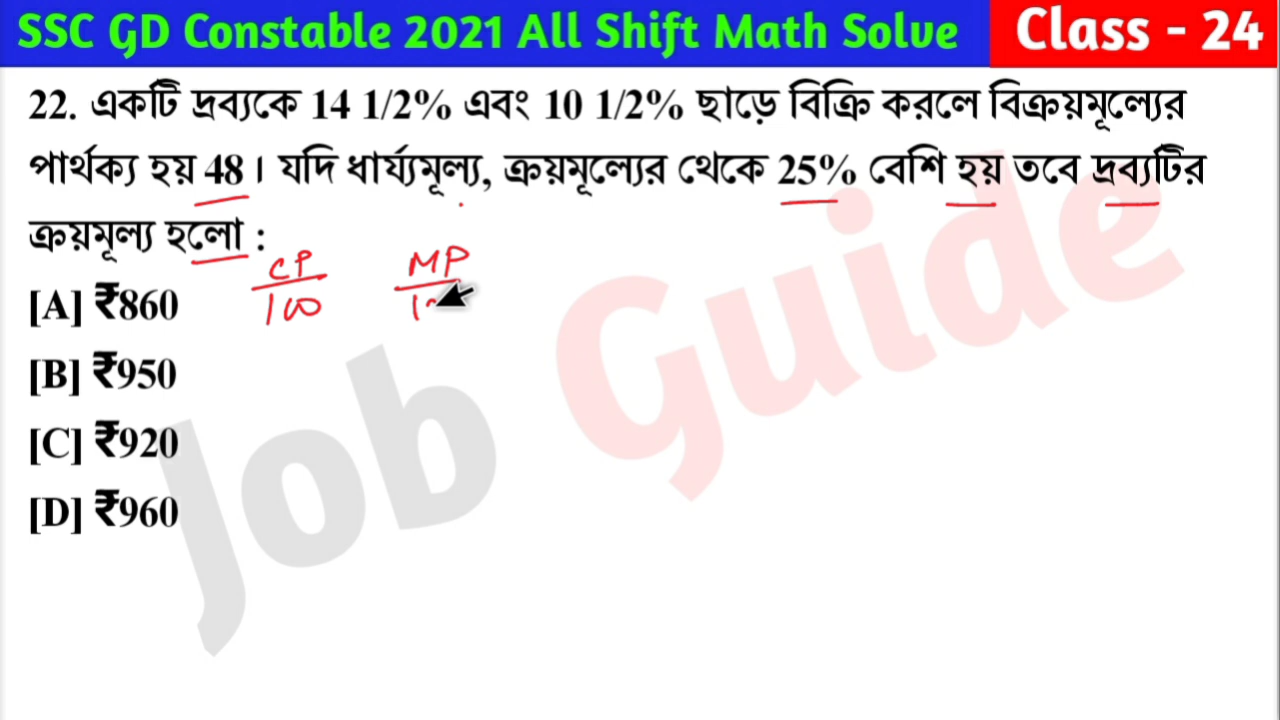 SSC GD Constable 2021 All Shift Math Solve
Class - 24
22. একটি দ্রব্যকে 14 1/2% এবং 10 1/2% ছাড়ে বিক্রি করলে বিক্রয়মূল্যের
পার্থক্য হয় 48। যদি ধার্য্যমূল্য, ক্রয়মূল্যের থেকে 25% বেশি হয় তবে দ্রব্যটির
ক্রয়মূল্য হলো :
CP MP
100
[A] ₹860
[B] ₹950
[C] ₹920
[D] ₹960
Job Guide